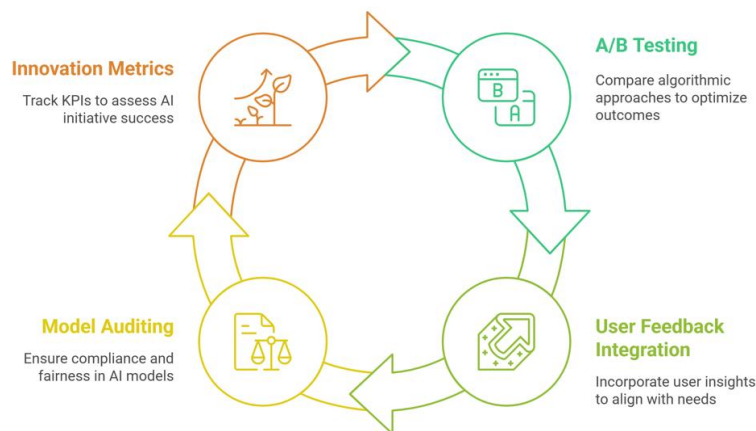 Innovation Metrics
Track KPIs to assess AI
initiative success
B
A
A/B Testing
Compare algorithmic
approaches to optimize
outcomes
Model Auditing
Ensure compliance and
fairness in AI models
User Feedback
Integration
Incorporate user insights
to align with needs